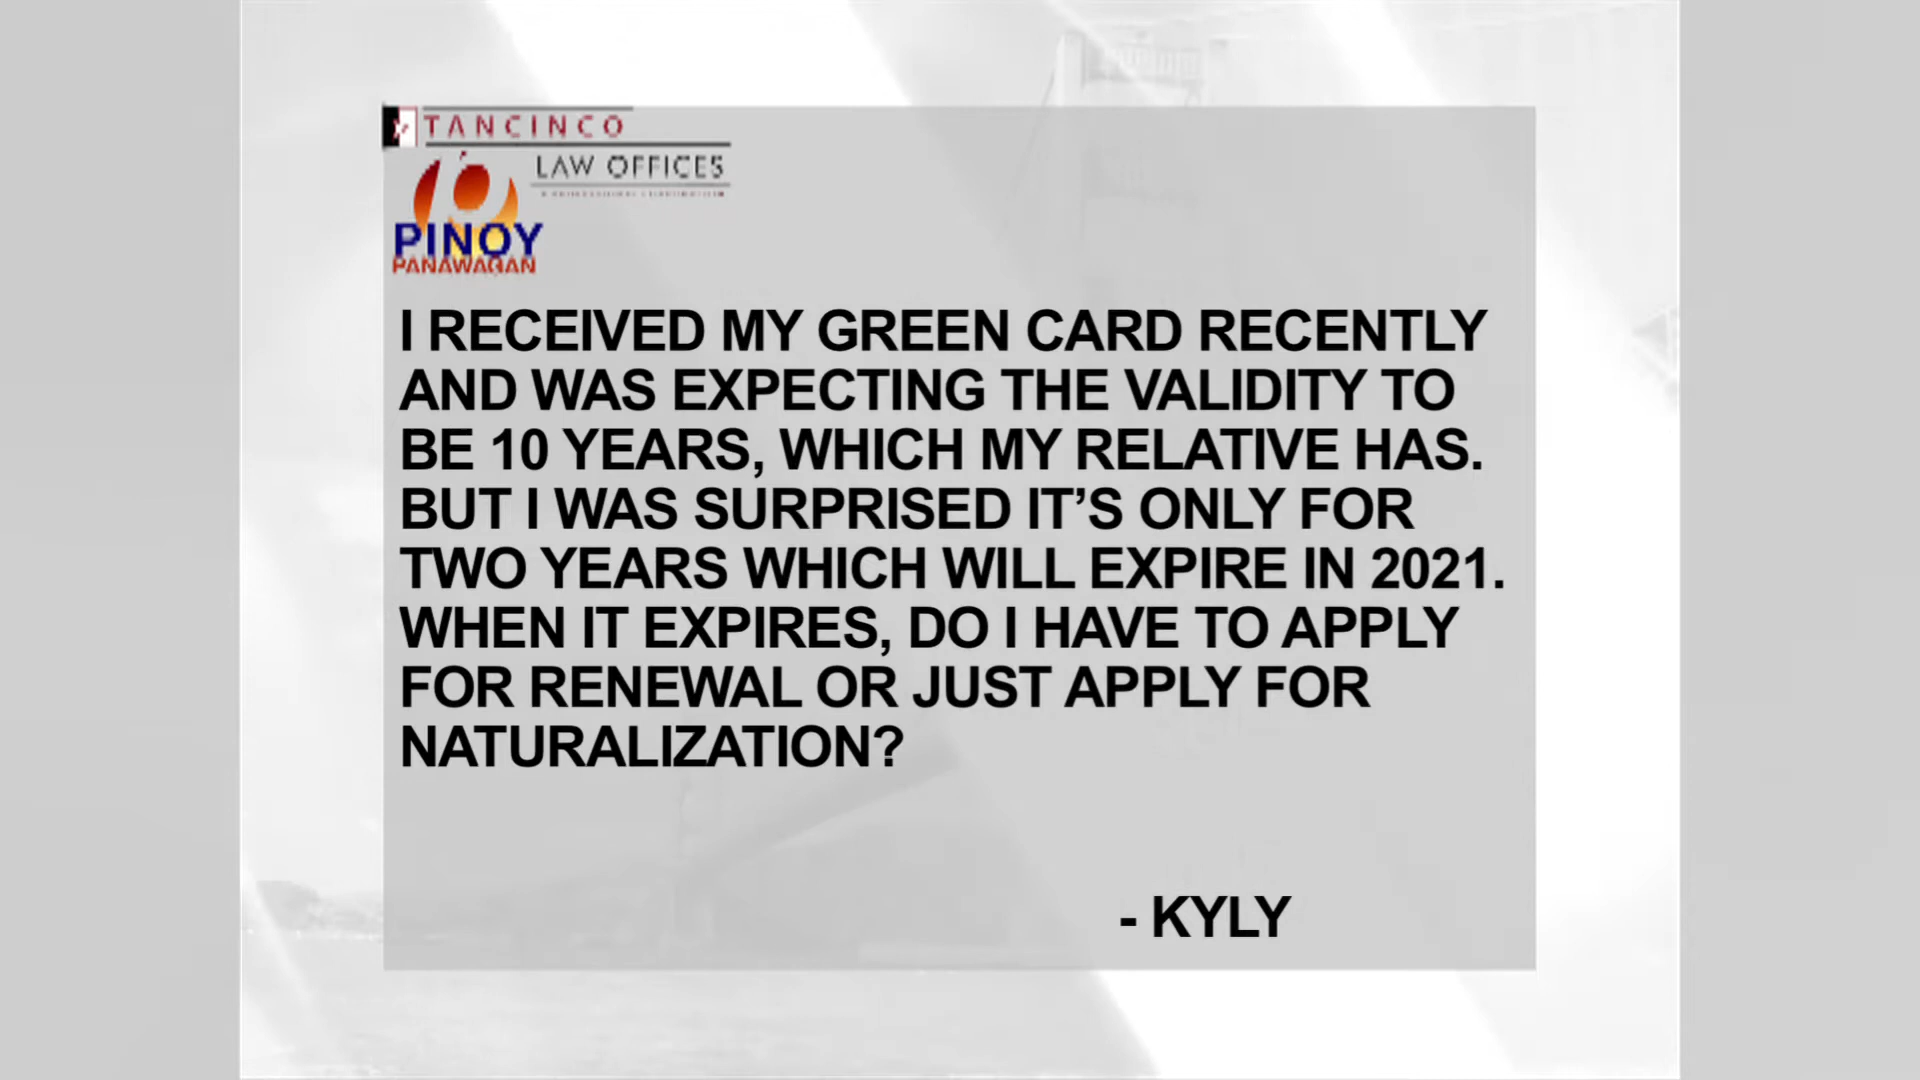 TANCINCO
LAW OFFICES
PINOY
PANAWAGAN
I RECEIVED MY GREEN CARD RECENTLY
AND WAS EXPECTING THE VALIDITY TO
BE 10 YEARS, WHICH MY RELATIVE HAS.
BUT I WAS SURPRISED IT’S ONLY FOR
TWO YEARS WHICH WILL EXPIRE IN 2021.
WHEN IT EXPIRES, DO I HAVE TO APPLY
FOR RENEWAL OR JUST APPLY FOR
NATURALIZATION?
- KYLY